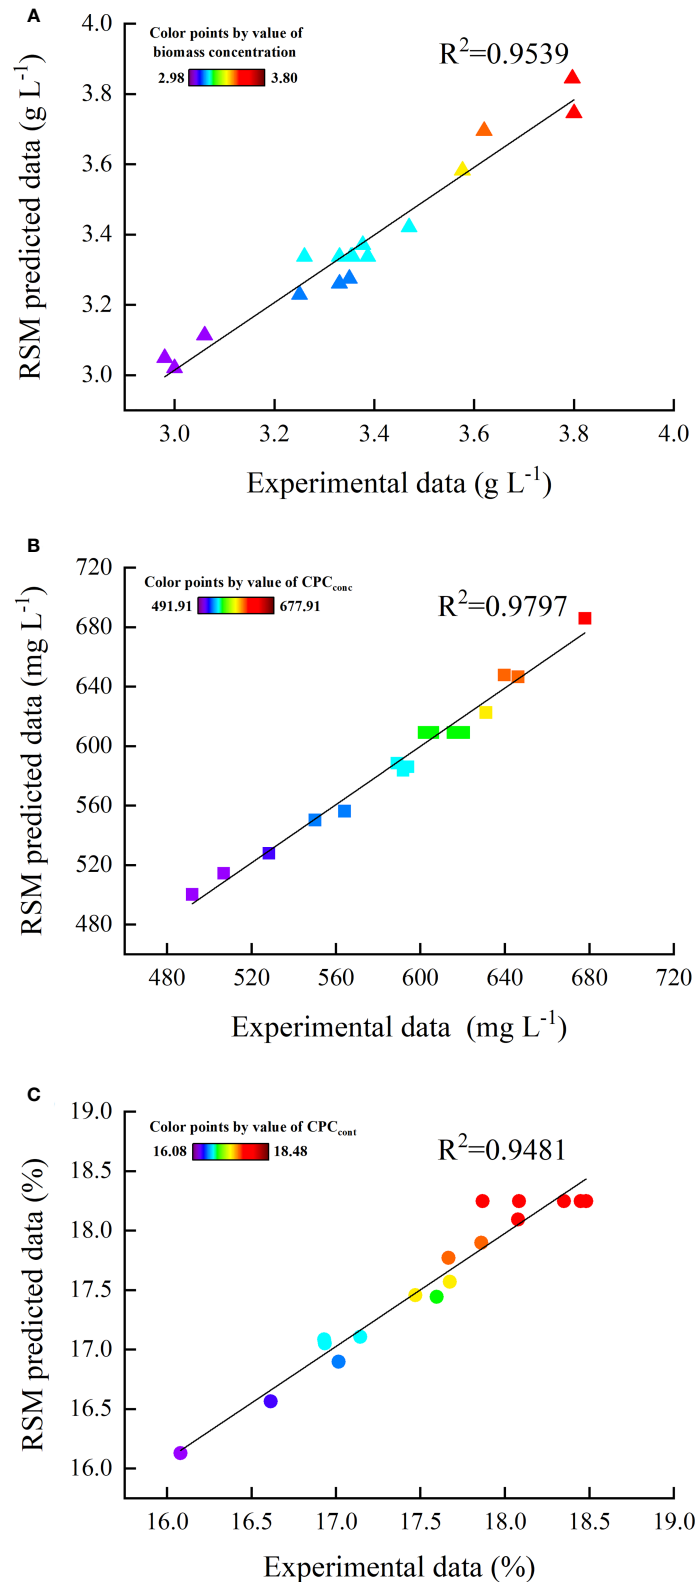 A
Color points by value of
biomass concentration
2.98 3.80
R²=0.9539
4.0
3.8
3.6
3.4
3.2
3.0
RSM predicted data (g L⁻¹)
3.0 3.2 3.4 3.6 3.8 4.0
Experimental data (g L⁻¹)
B
Color points by value of CPCconc
491.91 677.91
R²=0.9797
720
680
640
600
560
520
480
RSM predicted data (mg L⁻¹)
480 520 560 600 640 680 720
Experimental data (mg L⁻¹)
C
Color points by value of CPCcont
16.08 18.48
R²=0.9481
19.0
18.5
18.0
17.5
17.0
16.5
16.0
RSM predicted data (%)
16.0 16.5 17.0 17.5 18.0 18.5 19.0
Experimental data (%)